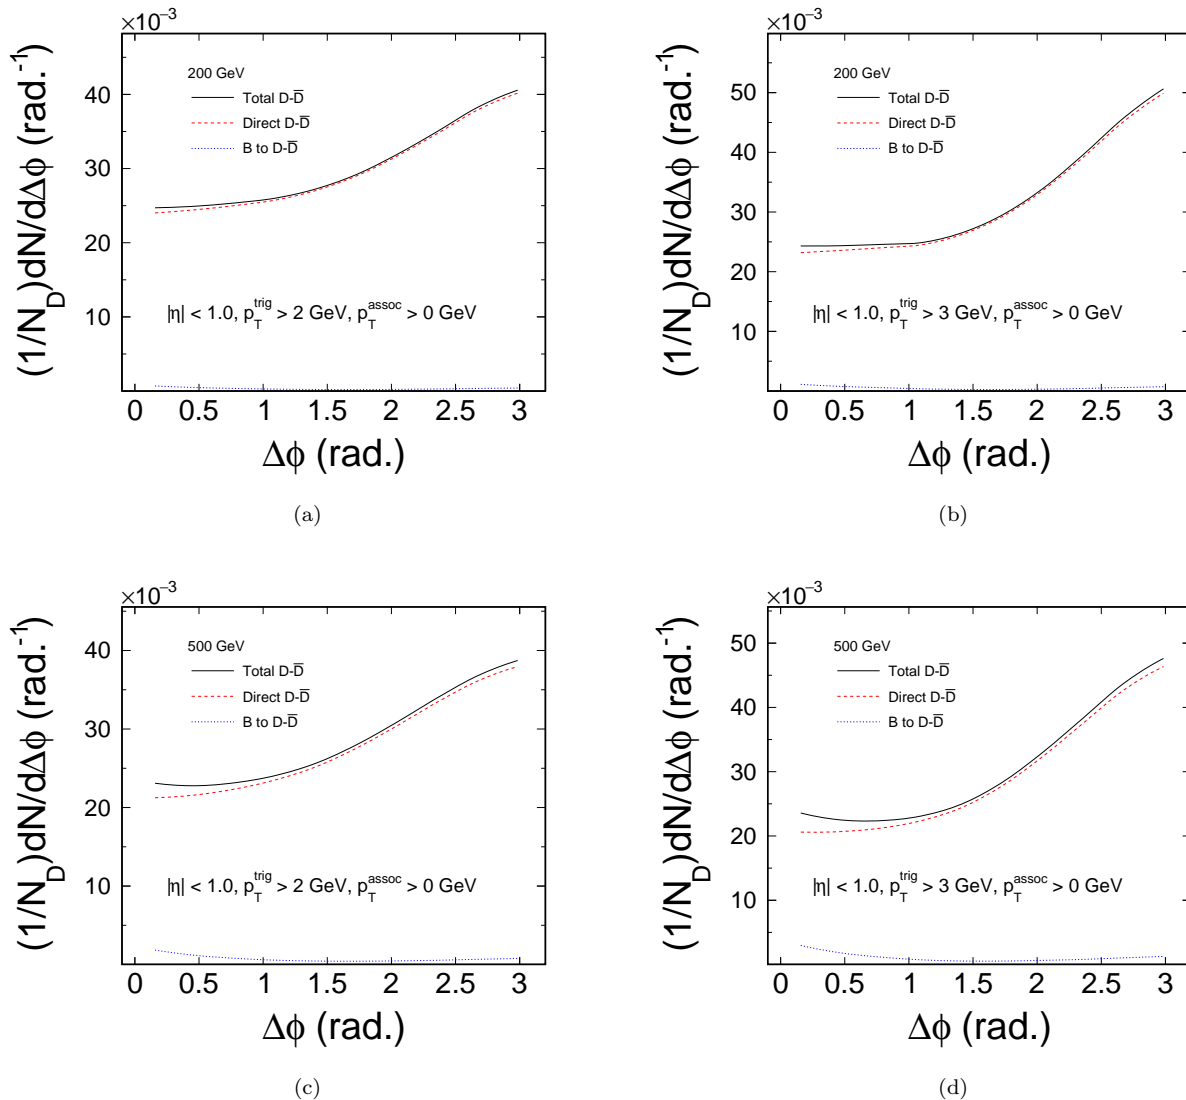 ×10⁻³
(1/N_D)dN/dΔϕ (rad.⁻¹)
40
30
20
10
200 GeV
Total D-D̅
Direct D-D̅
B to D-D̅
|η| < 1.0, p_T^trig > 2 GeV, p_T^assoc > 0 GeV
0 0.5 1 1.5 2 2.5 3
Δϕ (rad.)
(a)
×10⁻³
(1/N_D)dN/dΔϕ (rad.⁻¹)
50
40
30
20
10
200 GeV
Total D-D̅
Direct D-D̅
B to D-D̅
|η| < 1.0, p_T^trig > 3 GeV, p_T^assoc > 0 GeV
0 0.5 1 1.5 2 2.5 3
Δϕ (rad.)
(b)
×10⁻³
(1/N_D)dN/dΔϕ (rad.⁻¹)
40
30
20
10
500 GeV
Total D-D̅
Direct D-D̅
B to D-D̅
|η| < 1.0, p_T^trig > 2 GeV, p_T^assoc > 0 GeV
0 0.5 1 1.5 2 2.5 3
Δϕ (rad.)
(c)
×10⁻³
(1/N_D)dN/dΔϕ (rad.⁻¹)
50
40
30
20
10
500 GeV
Total D-D̅
Direct D-D̅
B to D-D̅
|η| < 1.0, p_T^trig > 3 GeV, p_T^assoc > 0 GeV
0 0.5 1 1.5 2 2.5 3
Δϕ (rad.)
(d)